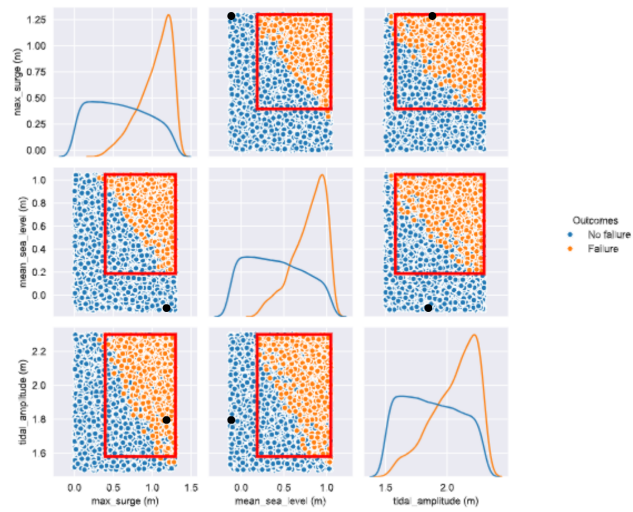 max_surge (m)
1.25
1.00
0.75
0.50
0.25
0.00
mean_sea_level (m)
1.0
0.8
0.6
0.4
0.2
0.0
Outcomes
No failure
Failure
tidal_amplitude (m)
2.2
2.0
1.8
1.6
0.0 0.5 1.0 0.0 0.5 1.0 1.5 2.0
max_surge (m) mean_sea_level (m) tidal_amplitude (m)